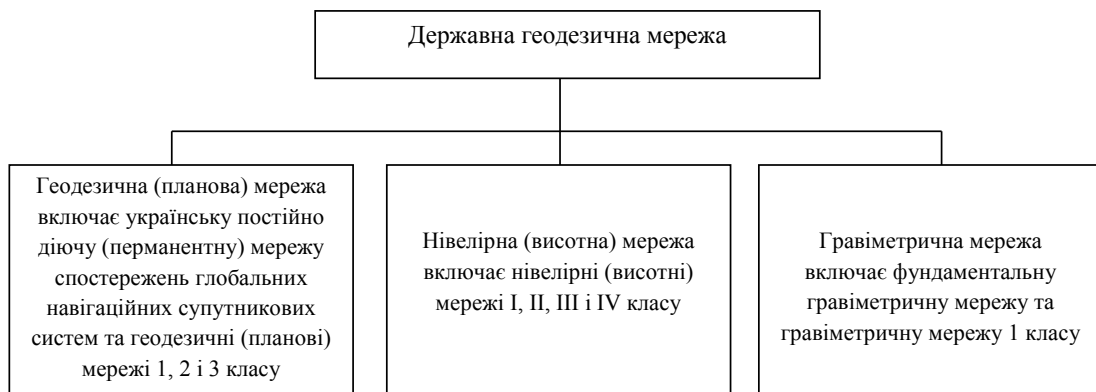 Державна геодезична мережа
Геодезична (планова) мережа
включає українську постійно
діючу (перманентну) мережу
спостережень глобальних
навігаційних супутникових
систем та геодезичні (планові)
мережі 1, 2 і 3 класу
Нівелірна (висотна) мережа
включає нівелірні (висотні)
мережі I, II, III і IV класу
Гравіметрична мережа
включає фундаментальну
гравіметричну мережу та
гравіметричну мережу 1 класу